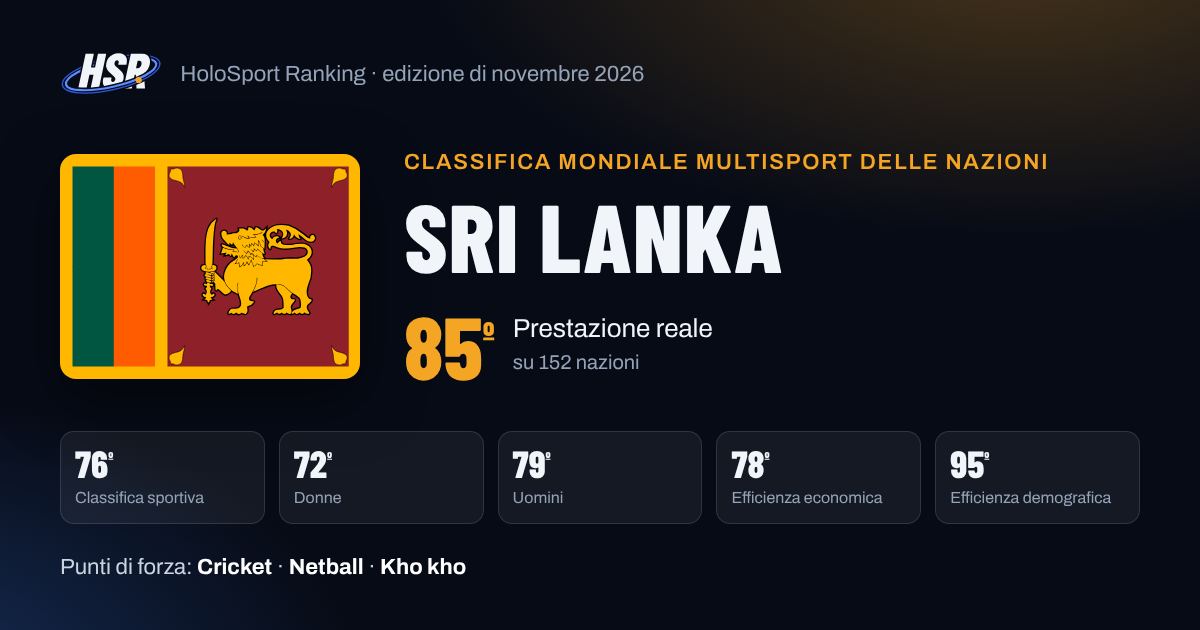 HSR
HoloSport Ranking · edizione di novembre 2026
CLASSIFICA MONDIALE MULTISPORT DELLE NAZIONI
SRI LANKA
85º
Prestazione reale
su 152 nazioni
76º
Classifica sportiva
72º
Donne
79º
Uomini
78º
Efficienza economica
95º
Efficienza demografica
Punti di forza: Cricket · Netball · Kho kho